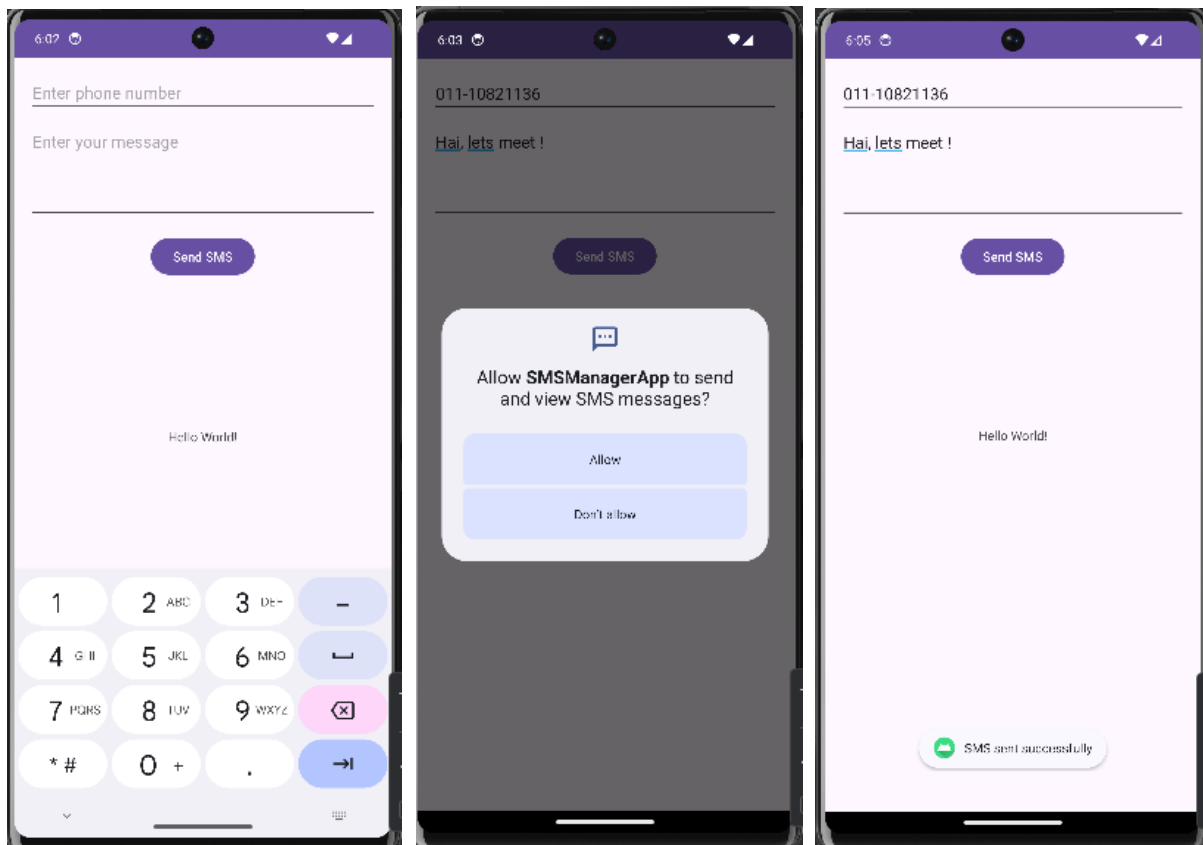 6:02
Enter phone number
Enter your message
Send SMS
Hello World!
1
2 ABC
3 DEF
-
4 GHI
5 JKL
6 MNO
7 PQRS
8 TUV
9 WXYZ
* #
0 +
.
6:03
011-10821136
Hai, lets meet !
Send SMS
Allow SMSManagerApp to send
and view SMS messages?
Allow
Don't allow
6:05
011-10821136
Hai, lets meet !
Send SMS
Hello World!
SMS sent successfully